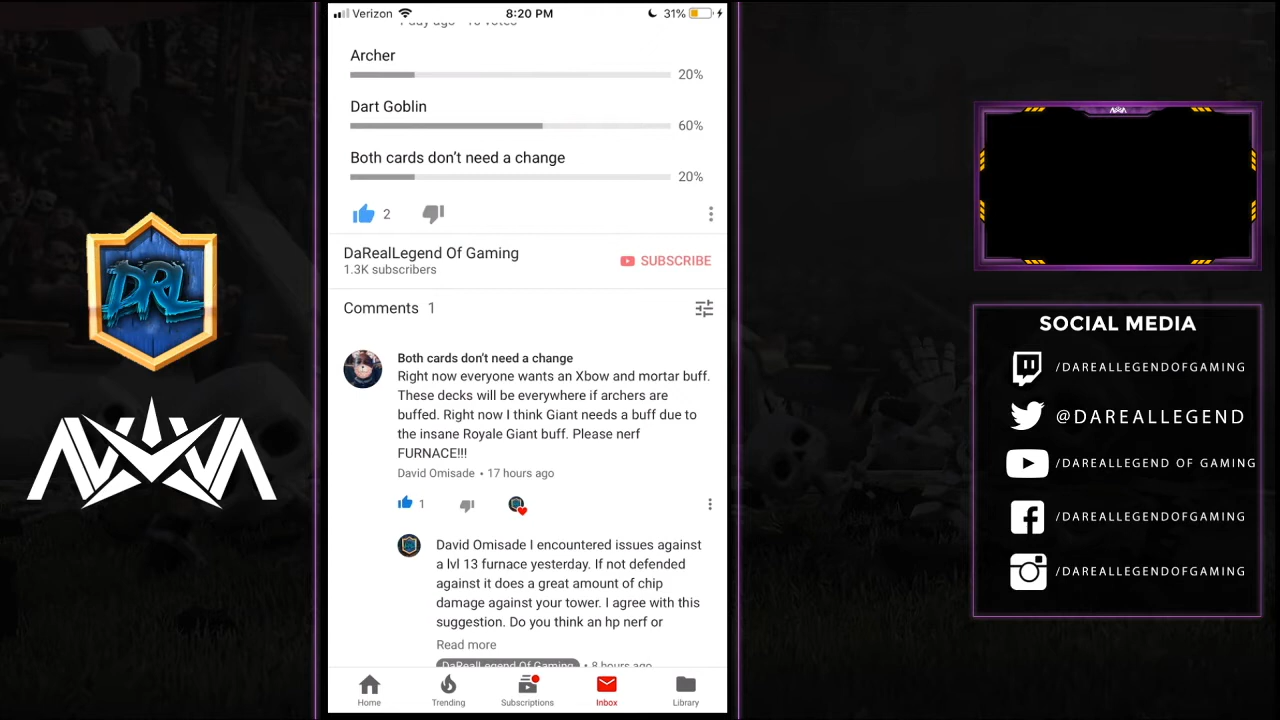 Verizon 8:20 PM 31%
Archer
20%
Dart Goblin
60%
Both cards don't need a change
20%
2
DaRealLegend Of Gaming
1.3K subscribers
SUBSCRIBE
Comments 1
Both cards don't need a change
Right now everyone wants an Xbow and mortar buff.
These decks will be everywhere if archers are
buffed. Right now I think Giant needs a buff due to
the insane Royale Giant buff. Please nerf
FURNACE!!!
David Omisade • 17 hours ago
1
David Omisade I encountered issues against
a lvl 13 furnace yesterday. If not defended
against it does a great amount of chip
damage against your tower. I agree with this
suggestion. Do you think an hp nerf or
Read more
DaRealLegend Of Gaming • 8 hours ago
Home Trending Subscriptions Inbox Library
DRL
SOCIAL MEDIA
/DAREALLEGENDOFGAMING
@DAREALLEGEND
/DAREALLEGEND OF GAMING
/DAREALLEGENDOFGAMING
/DAREALLEGENDOFGAMING